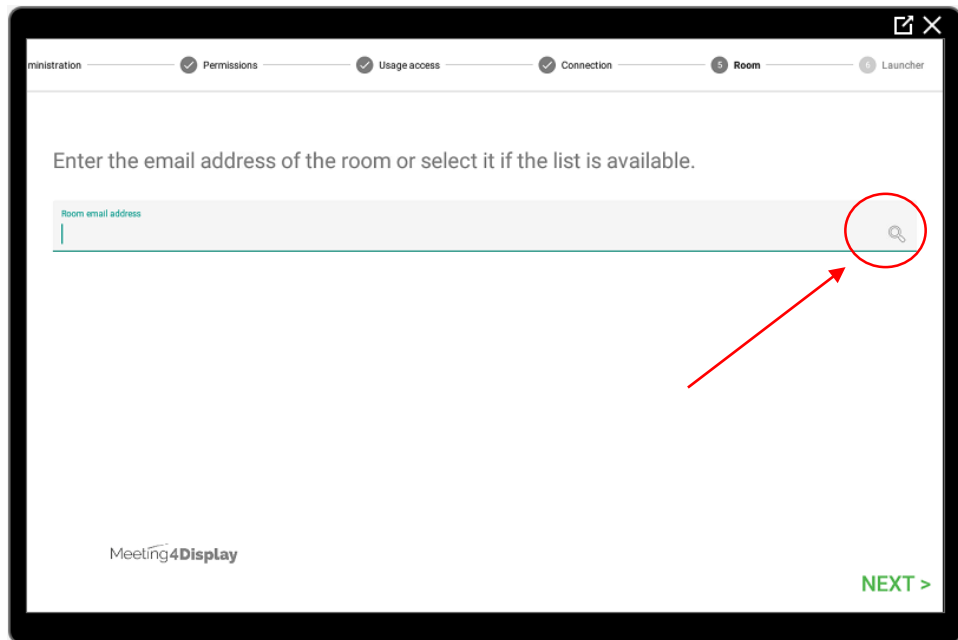 ministration Permissions Usage access Connection 5 Room 6 Launcher
Enter the email address of the room or select it if the list is available.
Room email address
Meeting4Display
NEXT >